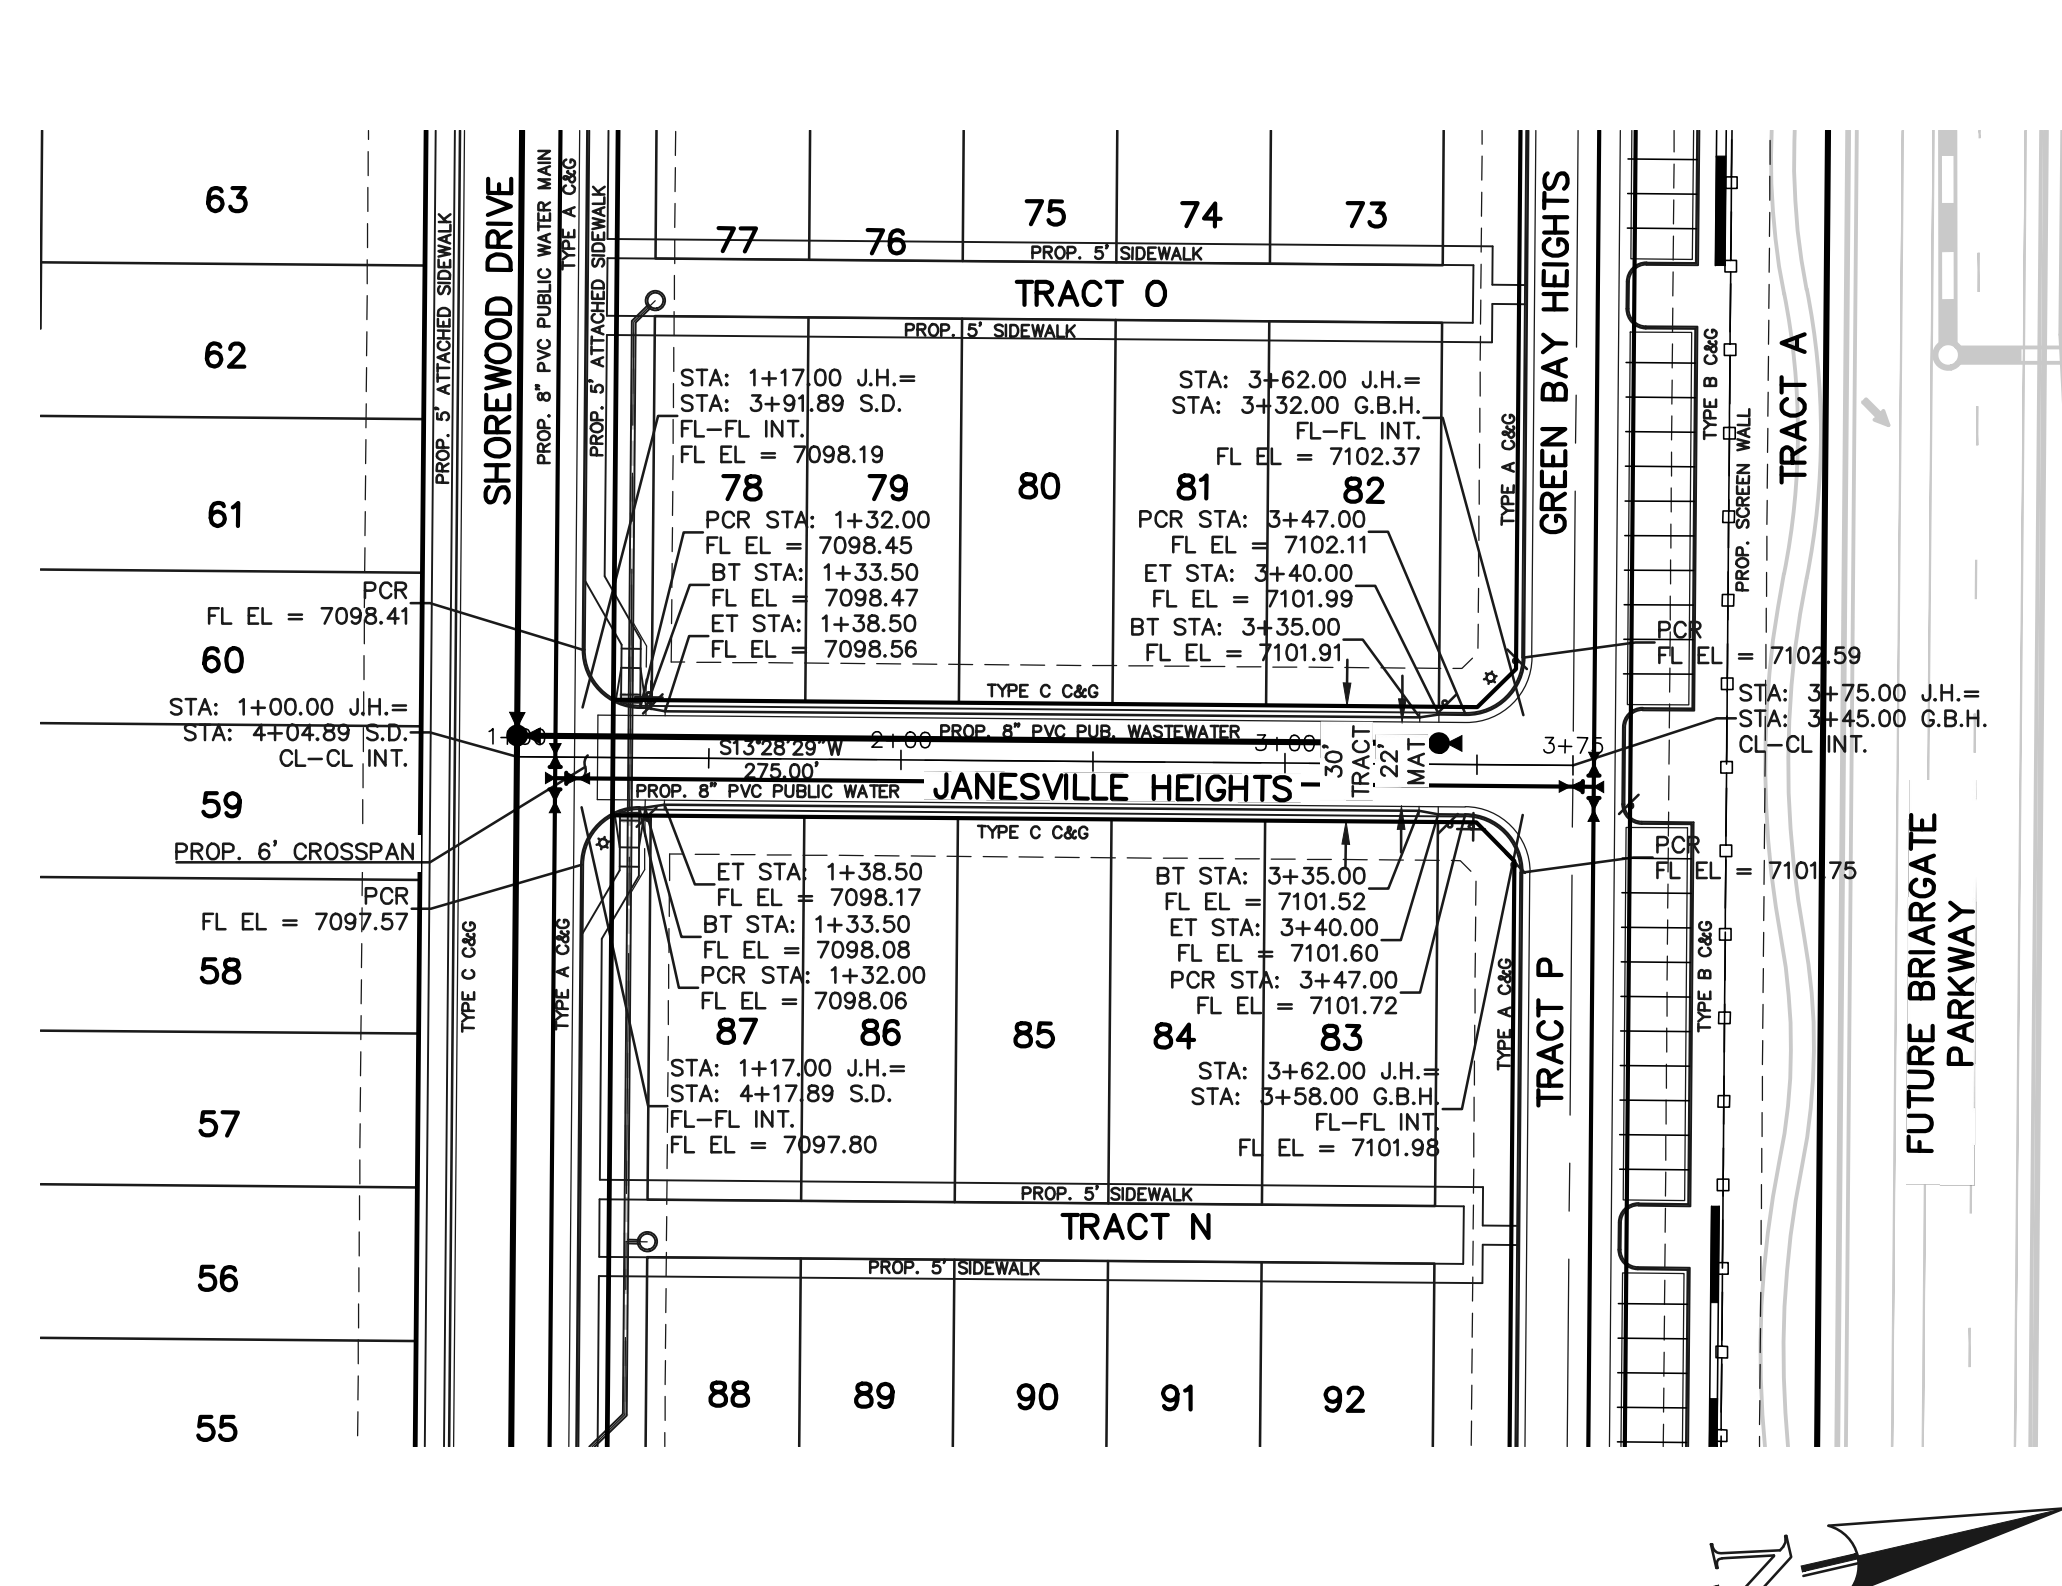 63
62
61
60
59
58
57
56
55
PROP. 5' ATTACHED SIDEWALK
SHOREWOOD DRIVE
PROP. 8" PVC PUBLIC WATER MAIN
TYPE A C&G
PROP. 5' ATTACHED SIDEWALK
77
76
75
74
73
PROP. 5' SIDEWALK
TRACT O
PROP. 5' SIDEWALK
STA: 1+17.00 J.H.=
STA: 3+91.89 S.D.
FL-FL INT.
FL EL = 7098.19
78
79
80
81
82
PCR STA: 1+32.00
FL EL = 7098.45
BT STA: 1+33.50
FL EL = 7098.47
ET STA: 1+38.50
FL EL = 7098.56
STA: 3+62.00 J.H.=
STA: 3+32.00 G.B.H.
FL-FL INT.
FL EL = 7102.37
PCR STA: 3+47.00
FL EL = 7102.11
ET STA: 3+40.00
FL EL = 7101.99
BT STA: 3+35.00
FL EL = 7101.91
TYPE A C&G
GREEN BAY HEIGHTS
TYPE B C&G
PROP. SCREEN WALL
TRACT A
PCR
FL EL = 7098.41
STA: 1+00.00 J.H.=
STA: 4+04.89 S.D.
CL-CL INT.
PROP. 6' CROSSPAN
PCR
FL EL = 7097.57
TYPE C C&G
TYPE A C&G
TYPE C C&G
PROP. 8" PVC PUB. WASTEWATER
2+00
3+00
3+75
S13°28'29"W
275.00'
PROP. 8" PVC PUBLIC WATER
JANESVILLE HEIGHTS
30'
TRACT
22'
MAT
TYPE C C&G
PCR
FL EL = 7102.59
STA: 3+75.00 J.H.=
STA: 3+45.00 G.B.H.
CL-CL INT.
PCR
FL EL = 7101.75
ET STA: 1+38.50
FL EL = 7098.17
BT STA: 1+33.50
FL EL = 7098.08
PCR STA: 1+32.00
FL EL = 7098.06
87
86
85
84
83
STA: 1+17.00 J.H.=
STA: 4+17.89 S.D.
FL-FL INT.
FL EL = 7097.80
BT STA: 3+35.00
FL EL = 7101.52
ET STA: 3+40.00
FL EL = 7101.60
PCR STA: 3+47.00
FL EL = 7101.72
STA: 3+62.00 J.H.=
STA: 3+58.00 G.B.H.
FL-FL INT.
FL EL = 7101.98
TYPE A C&G
TRACT P
TYPE B C&G
FUTURE BRIARGATE
PARKWAY
PROP. 5' SIDEWALK
TRACT N
PROP. 5' SIDEWALK
88
89
90
91
92
N